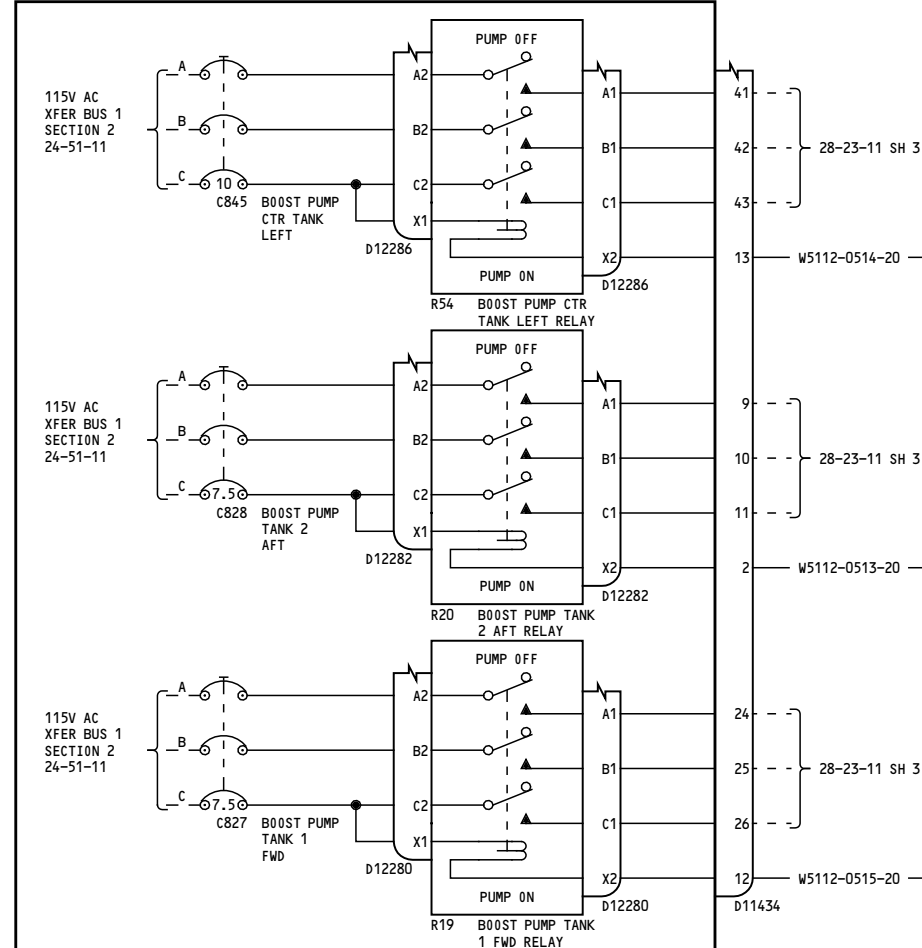 PUMP OFF
A
A2
A1
41
115V AC
XFER BUS 1
SECTION 2
24-51-11
B
B2
B1
42
28-23-11 SH 3
C
10
C2
C1
43
C845 BOOST PUMP
CTR TANK
LEFT
X1
D12286
X2
13
W5112-0514-20
PUMP ON
D12286
R54 BOOST PUMP CTR
TANK LEFT RELAY
PUMP OFF
A
A2
A1
9
115V AC
XFER BUS 1
SECTION 2
24-51-11
B
B2
B1
10
28-23-11 SH 3
C
7.5
C2
C1
11
C828 BOOST PUMP
TANK 2
AFT
X1
D12282
X2
2
W5112-0513-20
PUMP ON
D12282
R20 BOOST PUMP TANK
2 AFT RELAY
PUMP OFF
A
A2
A1
24
115V AC
XFER BUS 1
SECTION 2
24-51-11
B
B2
B1
25
28-23-11 SH 3
C
7.5
C2
C1
26
C827 BOOST PUMP
TANK 1
FWD
X1
D12280
X2
12
W5112-0515-20
PUMP ON
D12280
D11434
R19 BOOST PUMP TANK
1 FWD RELAY